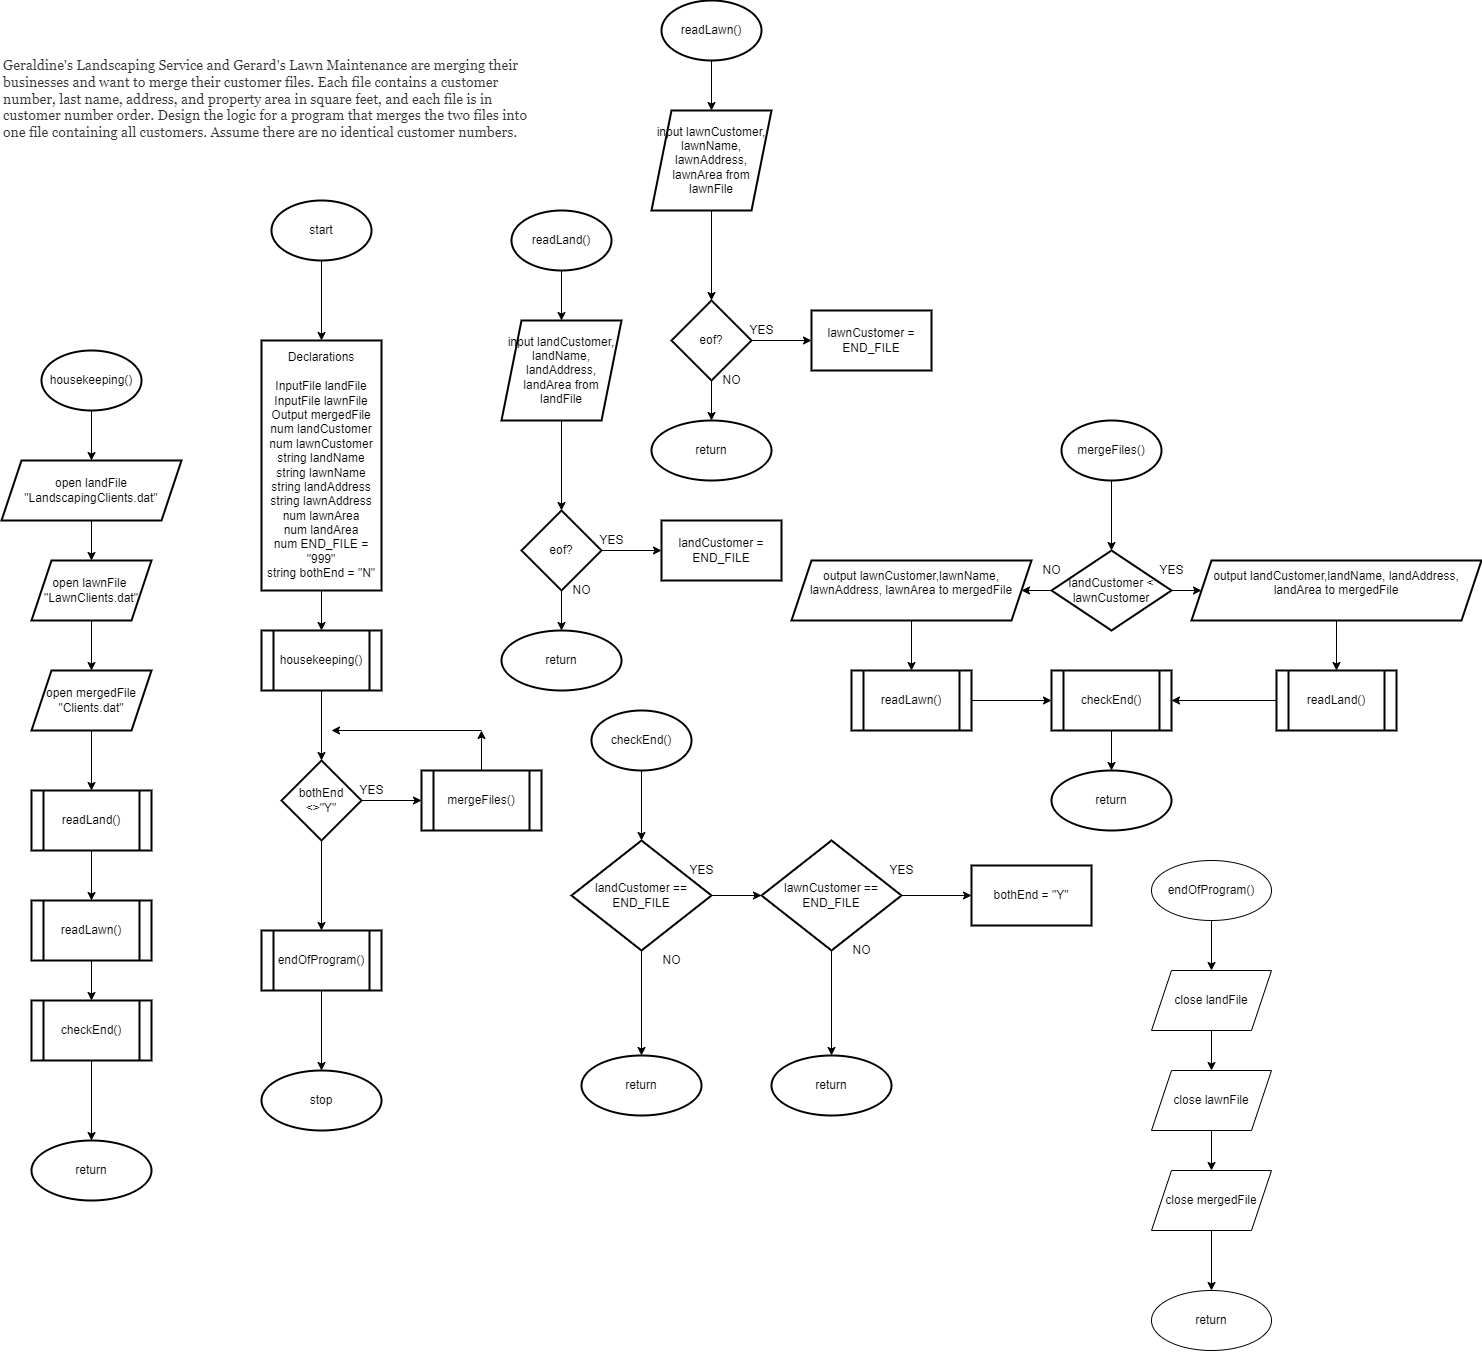 Geraldine's Landscaping Service and Gerard's Lawn Maintenance are merging their
businesses and want to merge their customer files. Each file contains a customer
number, last name, address, and property area in square feet, and each file is in
customer number order. Design the logic for a program that merges the two files into
one file containing all customers. Assume there are no identical customer numbers.
housekeeping()
open landFile
"LandscapingClients.dat"
open lawnFile
"LawnClients.dat"
open mergedFile
"Clients.dat"
readLand()
readLawn()
checkEnd()
return
start
Declarations
InputFile landFile
InputFile lawnFile
Output mergedFile
num landCustomer
num lawnCustomer
string landName
string lawnName
string landAddress
string lawnAddress
num lawnArea
num landArea
num END_FILE =
"999"
string bothEnd = "N"
housekeeping()
bothEnd
<>"Y"
YES
mergeFiles()
endOfProgram()
stop
readLand()
input landCustomer,
landName,
landAddress,
landArea from
landFile
eof?
YES
landCustomer =
END_FILE
NO
return
readLawn()
input lawnCustomer,
lawnName,
lawnAddress,
lawnArea from
lawnFile
eof?
YES
lawnCustomer =
END_FILE
NO
return
checkEnd()
landCustomer ==
END_FILE
YES
NO
return
lawnCustomer ==
END_FILE
YES
NO
return
bothEnd = "Y"
mergeFiles()
landCustomer <
lawnCustomer
NO
YES
output lawnCustomer,lawnName,
lawnAddress, lawnArea to mergedFile
output landCustomer,landName, landAddress,
landArea to mergedFile
readLawn()
checkEnd()
readLand()
return
endOfProgram()
close landFile
close lawnFile
close mergedFile
return